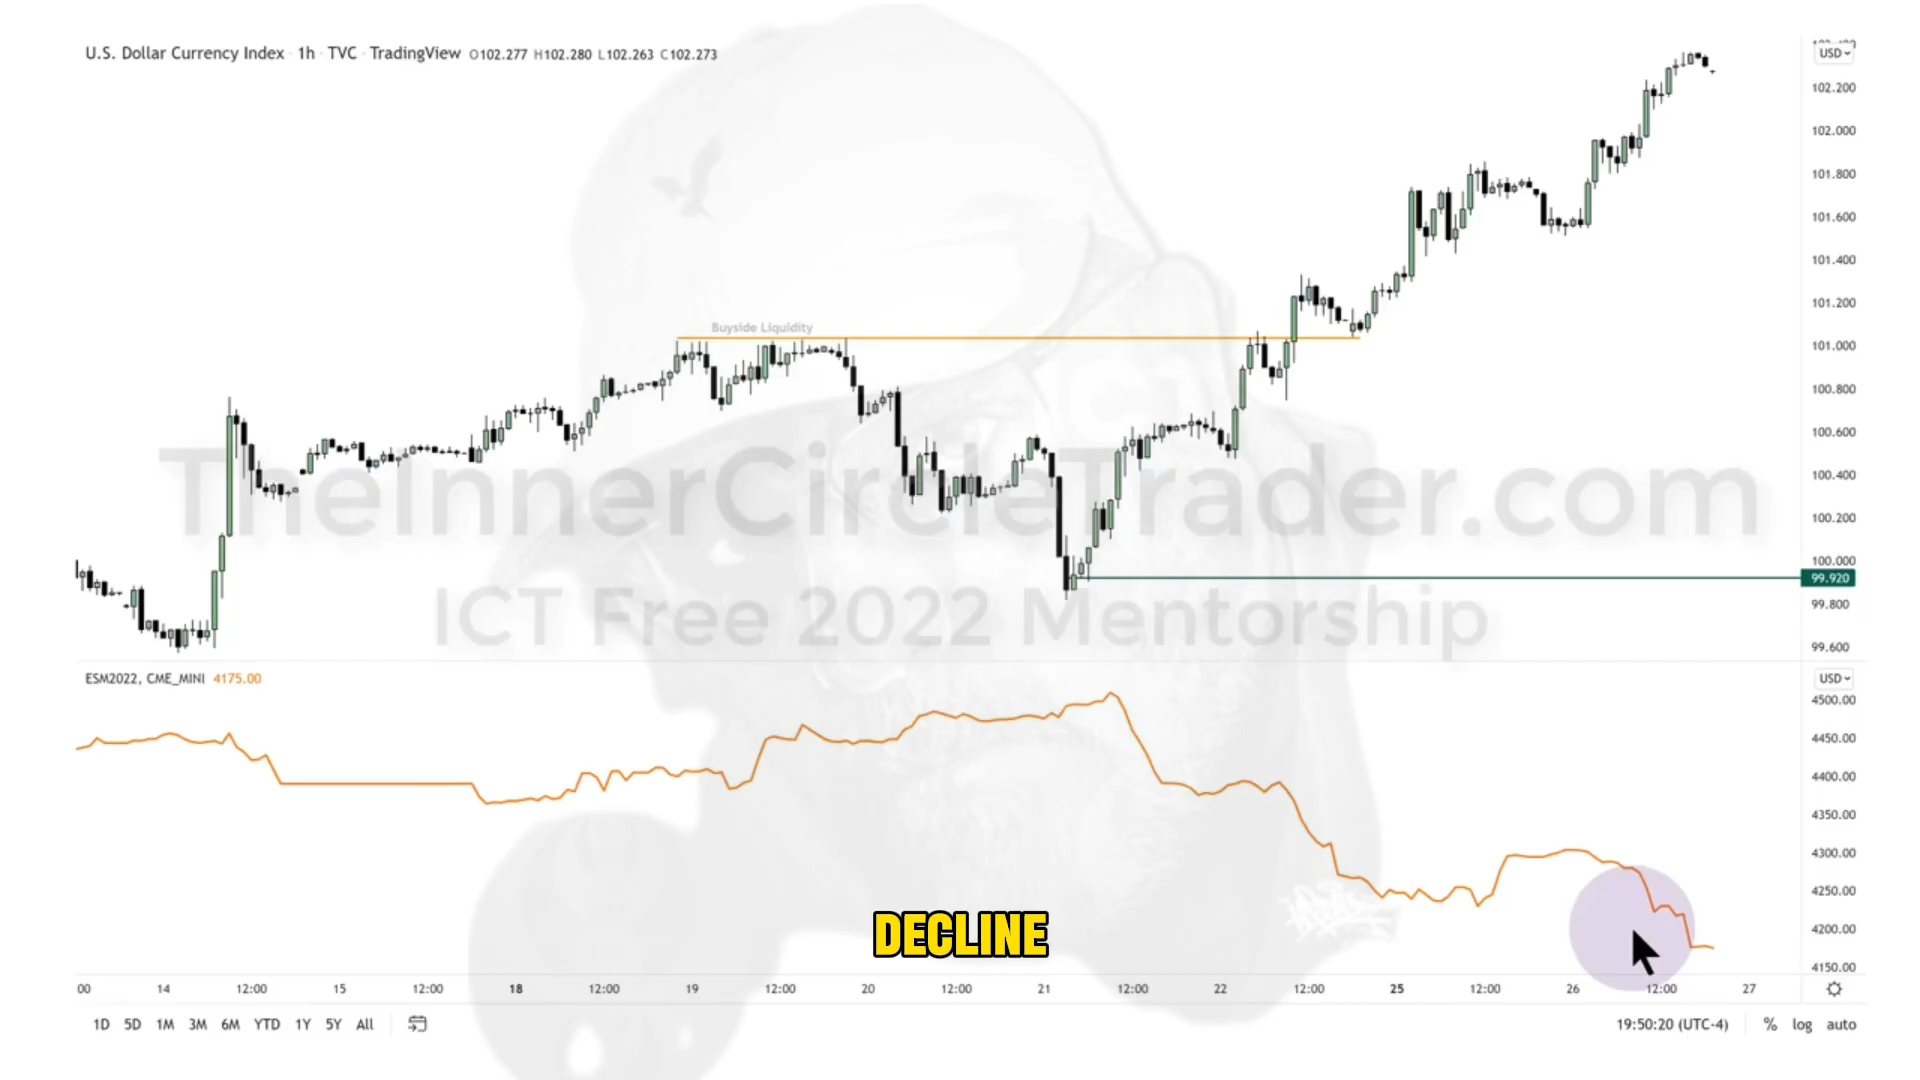 U.S. Dollar Currency Index · 1h · TVC · TradingView O102.277 H102.280 L102.263 C102.273
USD
102.200
102.000
101.800
101.600
101.400
101.200
Buyside Liquidity
101.000
100.800
100.600
TheInnerCircleTrader.com
100.400
100.200
100.000
99.920
ICT Free 2022 Mentorship
99.800
99.600
ESM2022, CME_MINI 4175.00
USD
4500.00
4450.00
4400.00
4350.00
4300.00
4250.00
DECLINE
4200.00
4150.00
00 14 12:00 15 12:00 18 12:00 19 12:00 20 12:00 21 12:00 22 12:00 25 12:00 26 12:00 27
1D 5D 1M 3M 6M YTD 1Y 5Y All
19:50:20 (UTC-4) % log auto